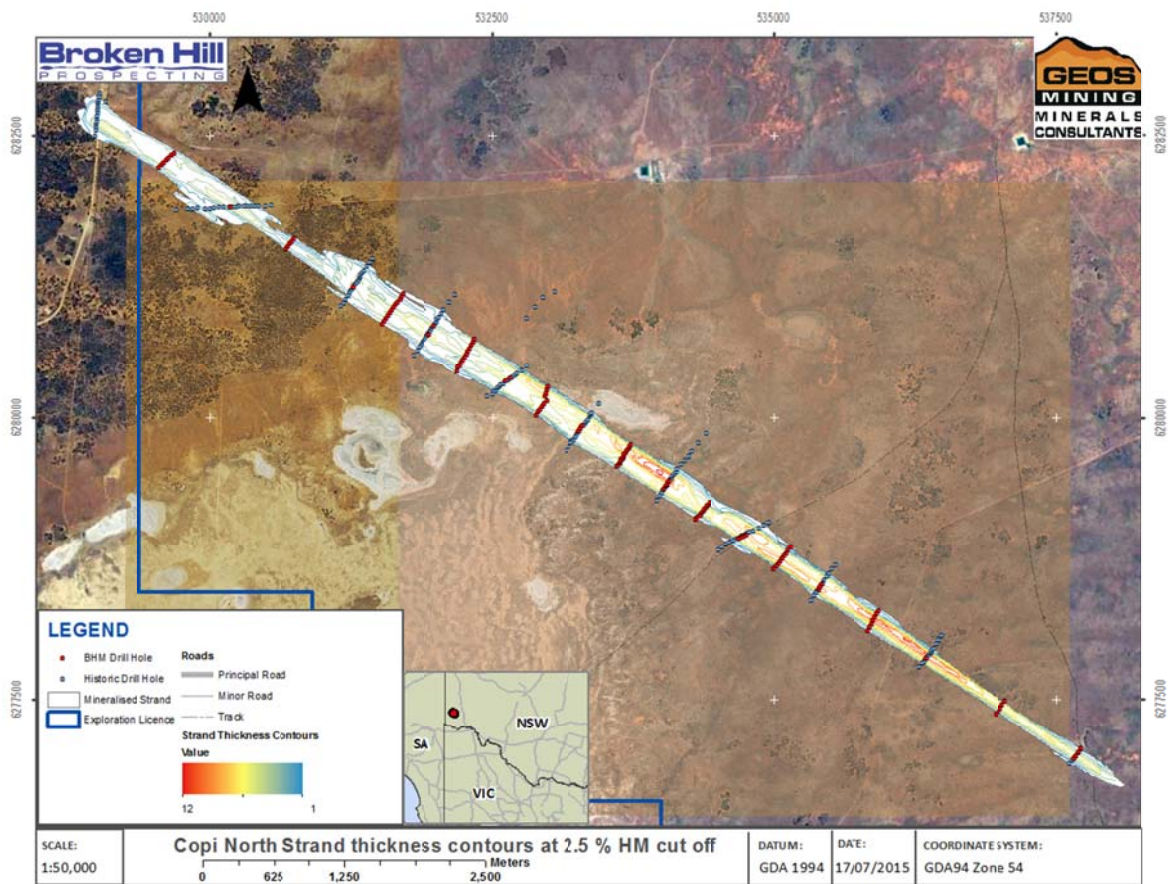 530000
532500
535000
537500
Broken Hill
PROSPECTING
GEOS
MINING
MINERALS
CONSULTANTS
6282500
6282500
6280000
6280000
6277500
6277500
LEGEND
BHM Drill Hole
Historic Drill Hole
Mineralised Strand
Exploration Licence
Roads
Principal Road
Minor Road
Track
Strand Thickness Contours
Value
12
1
SA
NSW
VIC
SCALE:
1:50,000
Copi North Strand thickness contours at 2.5 % HM cut off
Meters
0 625 1,250 2,500
DATUM:
GDA 1994
DATE:
17/07/2015
COORDINATE SYSTEM:
GDA94 Zone 54